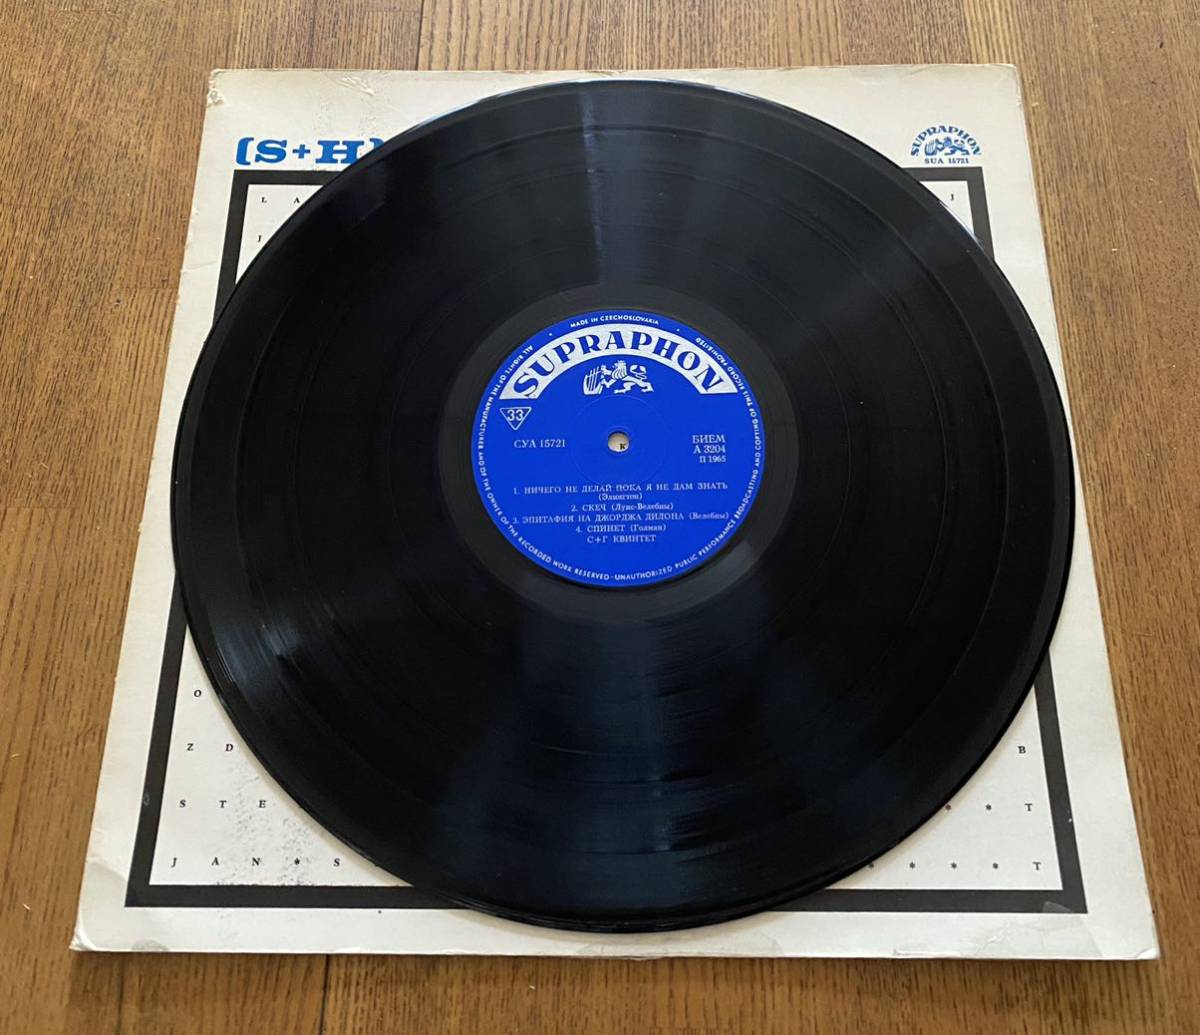 (S+H)
SUPRAPHON
SUA 15721
L A
J
J
MADE IN CZECHOSLOVAKIA
ALL RIGHTS OF THE MANUFACTURER AND OF THE OWNER OF THE RECORDED WORK RESERVED · UNAUTHORIZED PUBLIC PERFORMANCE BROADCASTING AND COPYING OF THIS RECORD PROHIBITED
SUPRAPHON
33
СУА 15721
К
БИЕМ
А 3204
П 1965
1. НИЧЕГО НЕ ДЕЛАЙ ПОКА Я НЕ ДАМ ЗНАТЬ
(Эллингтон)
2. СКЕЧ (Луис-Велебны)
3. ЭПИТАФИЯ НА ДЖОРДЖА ДИЛОНА (Велебны)
4. СПИНЕТ (Голман)
С+Г КВИНТЕТ
O
Z D B
S T E * * T
J A N * S * * * * T